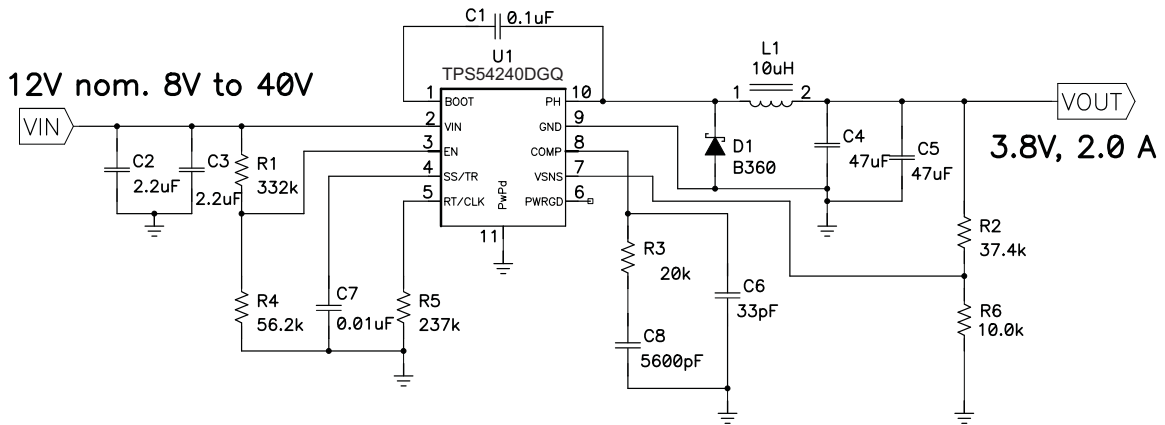 C1
0.1uF
U1
TPS54240DGQ
12V nom. 8V to 40V
VIN
1 BOOT
2 VIN
3 EN
4 SS/TR
5 RT/CLK
PH 10
GND 9
COMP 8
VSNS 7
PWRGD 6
PwPd
11
L1
10uH
1
2
VOUT
3.8V, 2.0 A
C2
2.2uF
C3
2.2uF
R1
332k
D1
B360
C4
47uF
C5
47uF
R2
37.4k
R3
20k
C6
33pF
R4
56.2k
C7
0.01uF
R5
237k
C8
5600pF
R6
10.0k